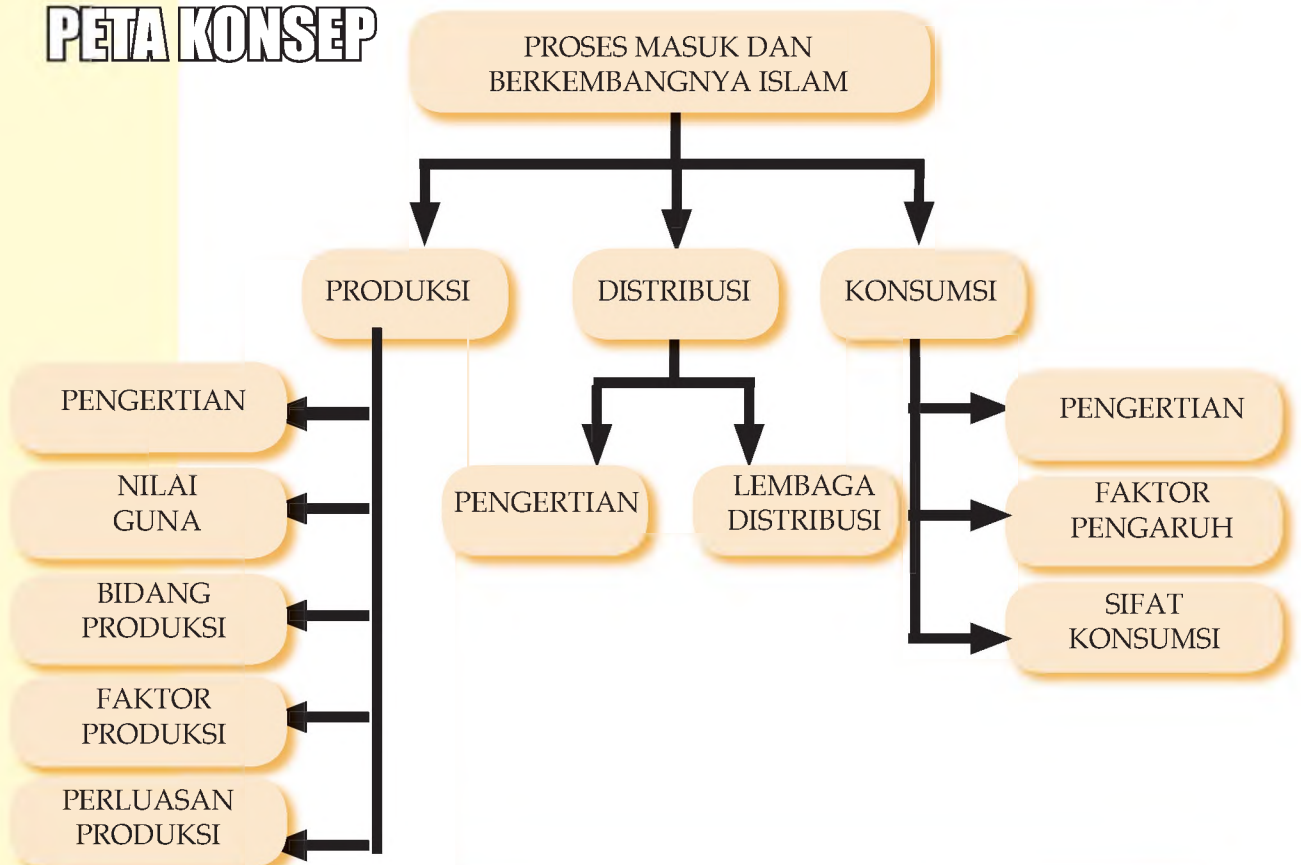 PETA KONSEP
PROSES MASUK DAN
BERKEMBANGNYA ISLAM
PRODUKSI
DISTRIBUSI
KONSUMSI
PENGERTIAN
NILAI
GUNA
BIDANG
PRODUKSI
FAKTOR
PRODUKSI
PERLUASAN
PRODUKSI
PENGERTIAN
LEMBAGA
DISTRIBUSI
PENGERTIAN
FAKTOR
PENGARUH
SIFAT
KONSUMSI